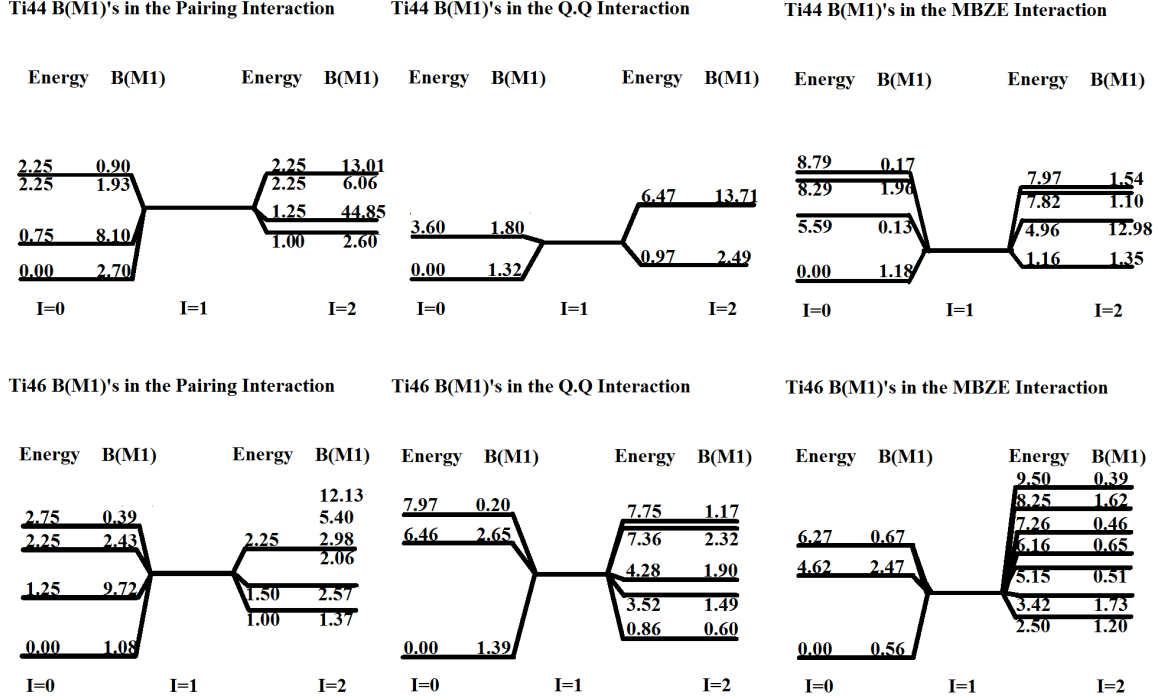 Ti44 B(M1)'s in the Pairing Interaction
Energy B(M1)
Energy B(M1)
2.25 0.90
2.25 1.93
0.75 8.10
0.00 2.70
2.25 13.01
2.25 6.06
1.25 44.85
1.00 2.60
I=0 I=1 I=2
Ti44 B(M1)'s in the Q.Q Interaction
Energy B(M1)
Energy B(M1)
3.60 1.80
0.00 1.32
6.47 13.71
0.97 2.49
I=0 I=1 I=2
Ti44 B(M1)'s in the MBZE Interaction
Energy B(M1)
Energy B(M1)
8.79 0.17
8.29 1.96
5.59 0.13
0.00 1.18
7.97 1.54
7.82 1.10
4.96 12.98
1.16 1.35
I=0 I=1 I=2
Ti46 B(M1)'s in the Pairing Interaction
Energy B(M1)
Energy B(M1)
2.75 0.39
2.25 2.43
1.25 9.72
0.00 1.08
12.13
5.40
2.25 2.98
2.06
1.50 2.57
1.00 1.37
I=0 I=1 I=2
Ti46 B(M1)'s in the Q.Q Interaction
Energy B(M1)
Energy B(M1)
7.97 0.20
6.46 2.65
0.00 1.39
7.75 1.17
7.36 2.32
4.28 1.90
3.52 1.49
0.86 0.60
I=0 I=1 I=2
Ti46 B(M1)'s in the MBZE Interaction
Energy B(M1)
Energy B(M1)
6.27 0.67
4.62 2.47
0.00 0.56
9.50 0.39
8.25 1.62
7.26 0.46
6.16 0.65
5.15 0.51
3.42 1.73
2.50 1.20
I=0 I=1 I=2